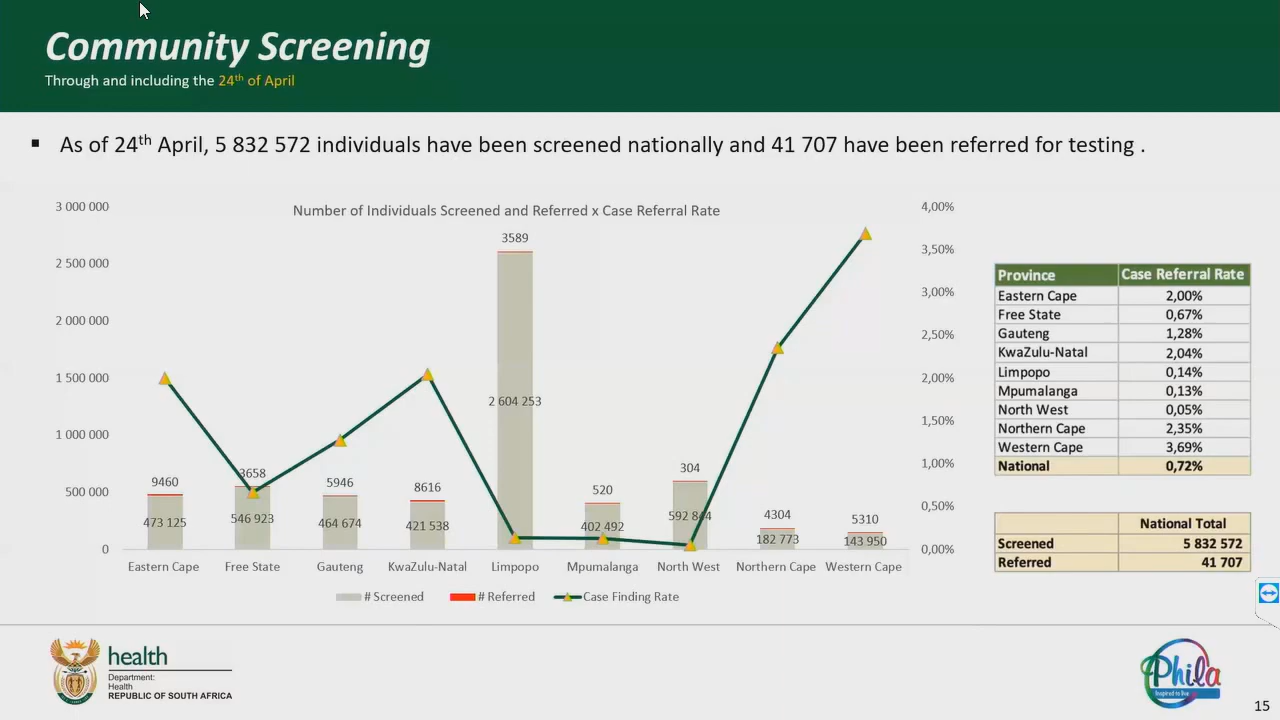 Community Screening
Through and including the 24th of April
▪ As of 24th April, 5 832 572 individuals have been screened nationally and 41 707 have been referred for testing .
Number of Individuals Screened and Referred x Case Referral Rate
3 000 000
2 500 000
2 000 000
1 500 000
1 000 000
500 000
0
4,00%
3,50%
3,00%
2,50%
2,00%
1,50%
1,00%
0,50%
0,00%
9460
3658
5946
8616
3589
520
304
4304
5310
473 125
546 923
464 674
421 538
2 604 253
402 492
592 844
182 773
143 950
Eastern Cape
Free State
Gauteng
KwaZulu-Natal
Limpopo
Mpumalanga
North West
Northern Cape
Western Cape
# Screened
# Referred
Case Finding Rate
Province Case Referral Rate
Eastern Cape 2,00%
Free State 0,67%
Gauteng 1,28%
KwaZulu-Natal 2,04%
Limpopo 0,14%
Mpumalanga 0,13%
North West 0,05%
Northern Cape 2,35%
Western Cape 3,69%
National 0,72%
National Total
Screened 5 832 572
Referred 41 707
health
Department:
Health
REPUBLIC OF SOUTH AFRICA
Phila
Inspired to live
15